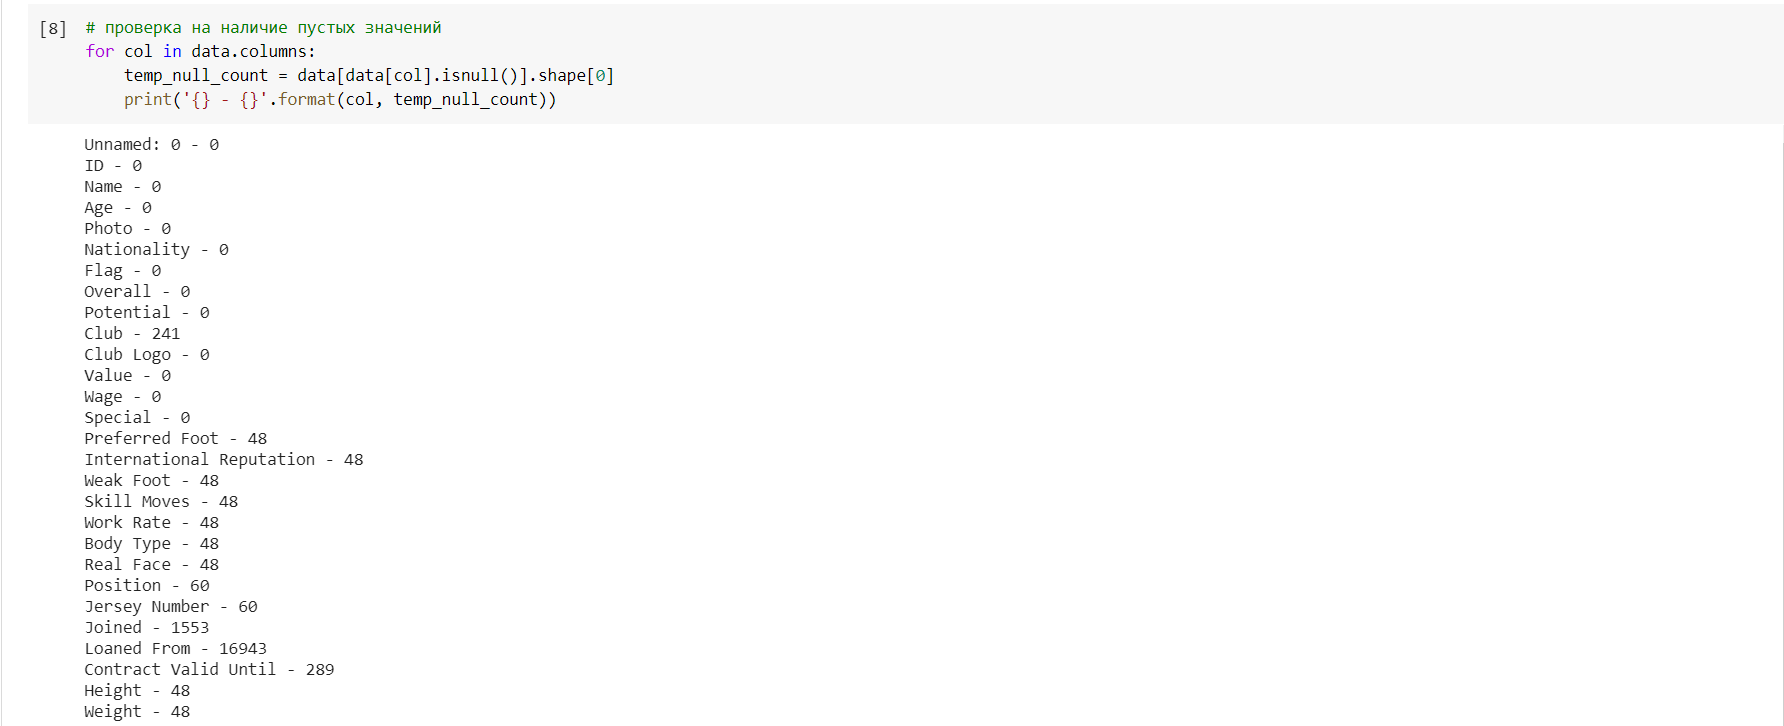 [8] # проверка на наличие пустых значений
for col in data.columns:
    temp_null_count = data[data[col].isnull()].shape[0]
    print('{} - {}'.format(col, temp_null_count))
Unnamed: 0 - 0
ID - 0
Name - 0
Age - 0
Photo - 0
Nationality - 0
Flag - 0
Overall - 0
Potential - 0
Club - 241
Club Logo - 0
Value - 0
Wage - 0
Special - 0
Preferred Foot - 48
International Reputation - 48
Weak Foot - 48
Skill Moves - 48
Work Rate - 48
Body Type - 48
Real Face - 48
Position - 60
Jersey Number - 60
Joined - 1553
Loaned From - 16943
Contract Valid Until - 289
Height - 48
Weight - 48